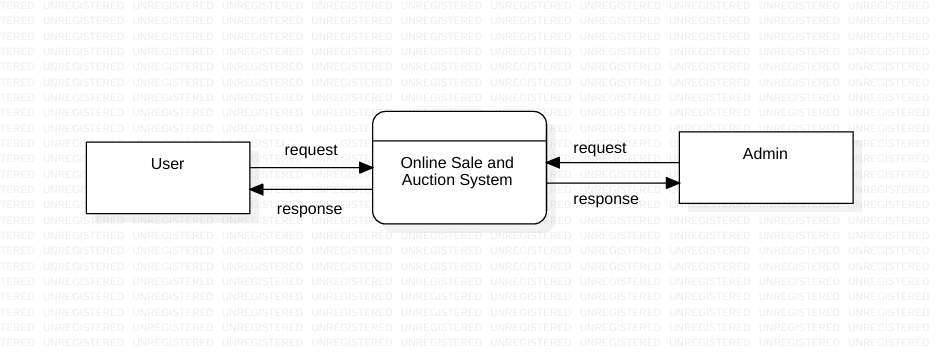 User
request
response
Online Sale and
Auction System
request
response
Admin
UNREGISTERED